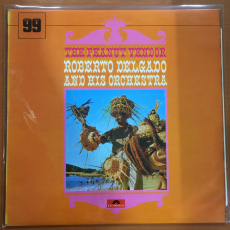 99
THE PEANUT VENDOR
ROBERTO DELGADO
AND HIS ORCHESTRA